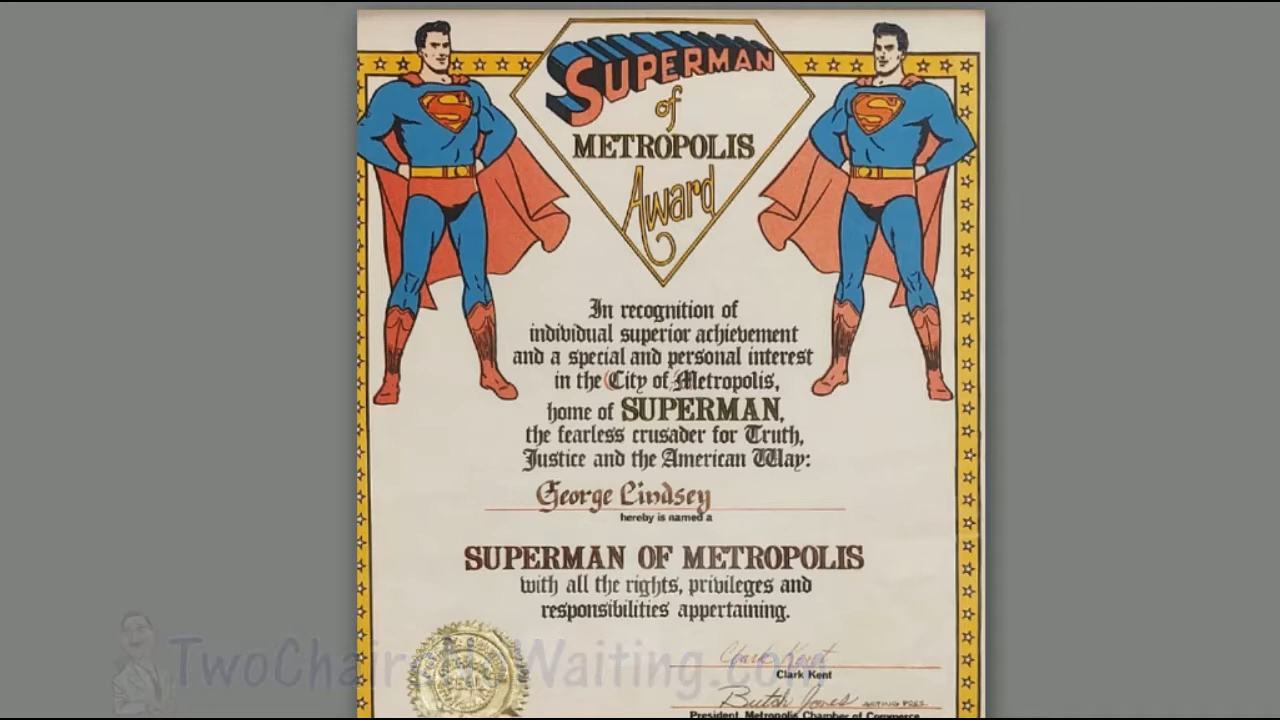 SUPERMAN
of
METROPOLIS
Award
In recognition of
individual superior achievement
and a special and personal interest
in the City of Metropolis,
home of SUPERMAN,
the fearless crusader for Truth,
Justice and the American Way:
George Lindsey
hereby is named a
SUPERMAN OF METROPOLIS
with all the rights, privileges and
responsibilities appertaining.
Clark Kent
Clark Kent
Butch Jones ACTING PRES.
President, Metropolis Chamber of Commerce
TwoChairsNoWaiting.com